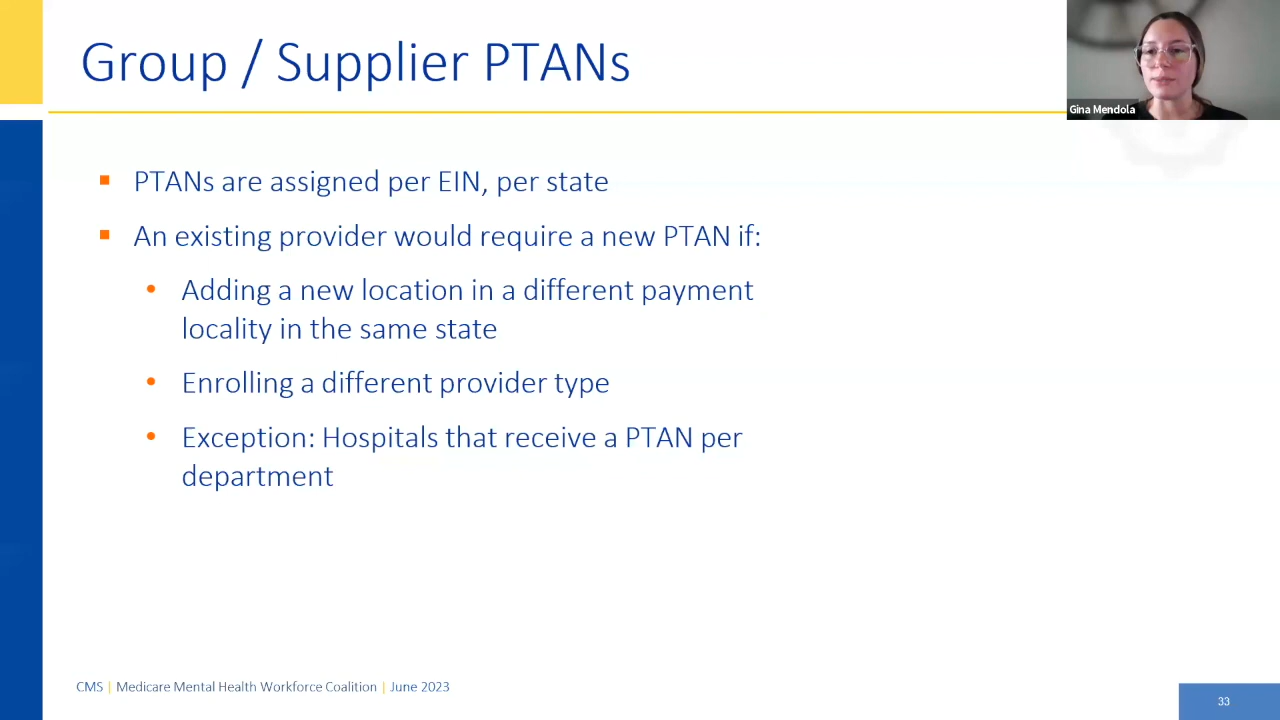 Group / Supplier PTANs
Gina Mendola
PTANs are assigned per EIN, per state
An existing provider would require a new PTAN if:
Adding a new location in a different payment
locality in the same state
Enrolling a different provider type
Exception: Hospitals that receive a PTAN per
department
CMS | Medicare Mental Health Workforce Coalition | June 2023
33